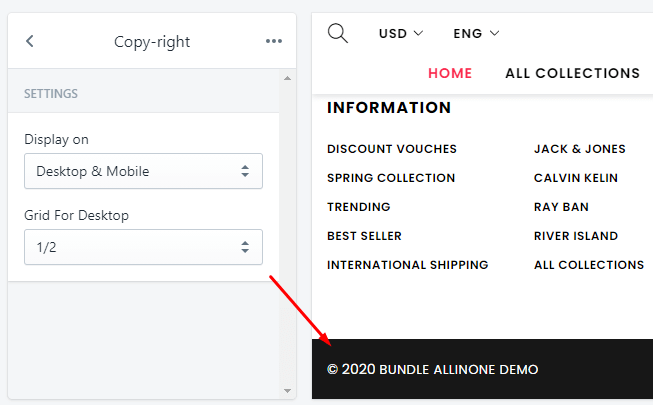 Copy-right
SETTINGS
Display on
Desktop & Mobile
Grid For Desktop
1/2
USD ENG
HOME ALL COLLECTIONS
INFORMATION
DISCOUNT VOUCHES JACK & JONES
SPRING COLLECTION CALVIN KELIN
TRENDING RAY BAN
BEST SELLER RIVER ISLAND
INTERNATIONAL SHIPPING ALL COLLECTIONS
© 2020 BUNDLE ALLINONE DEMO